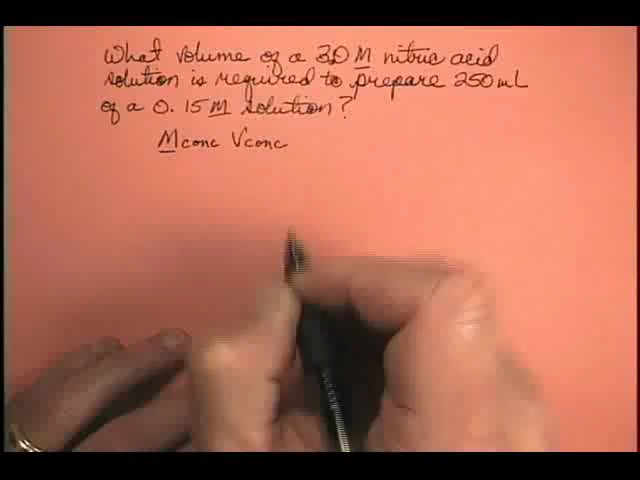 What volume of a 3.0 M nitric acid
solution is required to prepare 250 mL
of a 0.15 M solution?
Mconc Vconc